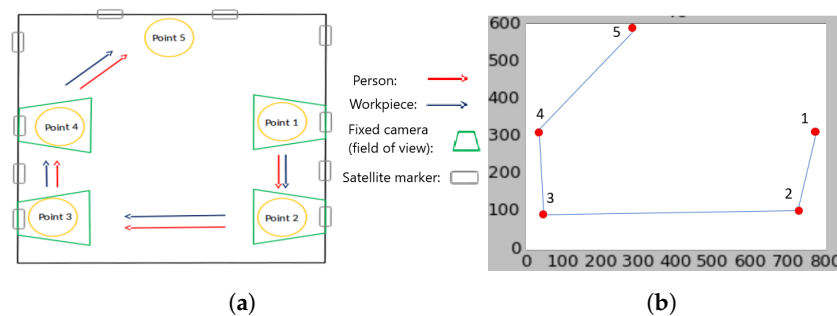 Point 5
Point 4
Point 1
Point 3
Point 2
Person:
Workpiece:
Fixed camera
(field of view):
Satellite marker:
(a)
600
500
400
300
200
100
0
0 100 200 300 400 500 600 700 800
5
4
1
3
2
(b)